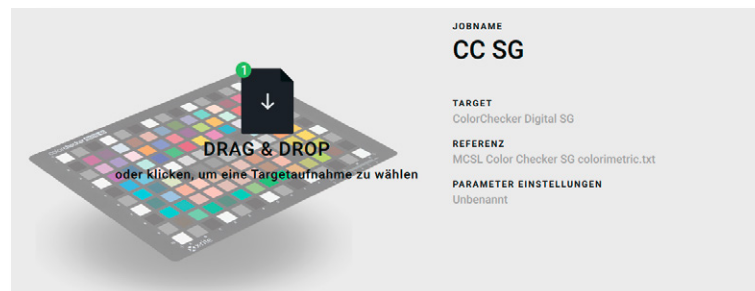 JOBNAME
CC SG
1
DRAG & DROP
oder klicken, um eine Targetaufnahme zu wählen
TARGET
ColorChecker Digital SG
REFERENZ
MCSL Color Checker SG colorimetric.txt
PARAMETER EINSTELLUNGEN
Unbenannt